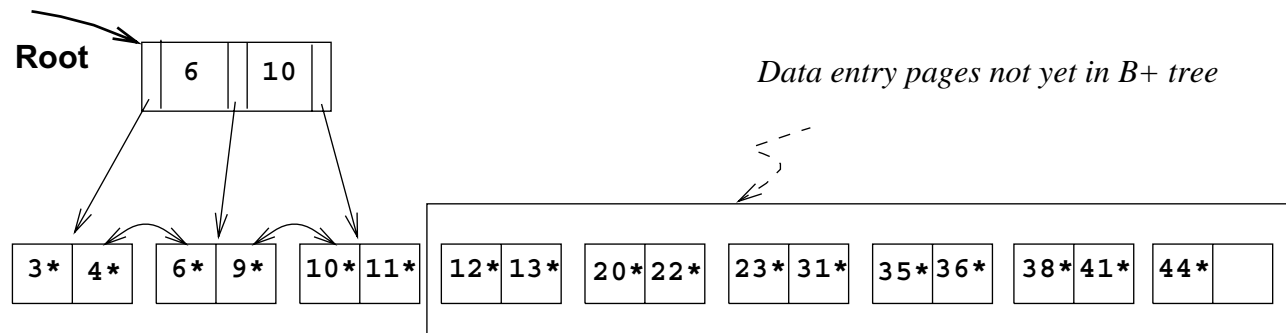 Root
6 10
Data entry pages not yet in B+ tree
3* 4* 6* 9* 10* 11* 12* 13* 20* 22* 23* 31* 35* 36* 38* 41* 44*